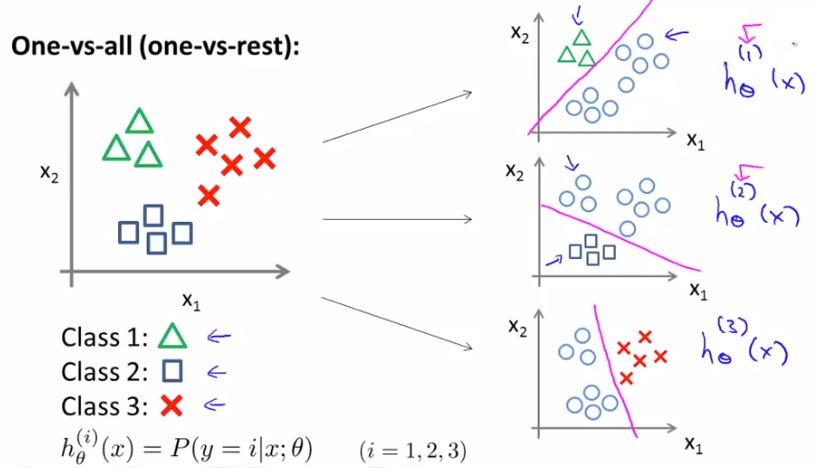 One-vs-all (one-vs-rest):
x₂
x₁
Class 1:
Class 2:
Class 3:
h_θ^{(i)}(x) = P(y = i|x; θ)   (i = 1, 2, 3)
x₂
x₁
h_θ^{(1)}(x)
x₂
x₁
h_θ^{(2)}(x)
x₂
x₁
h_θ^{(3)}(x)